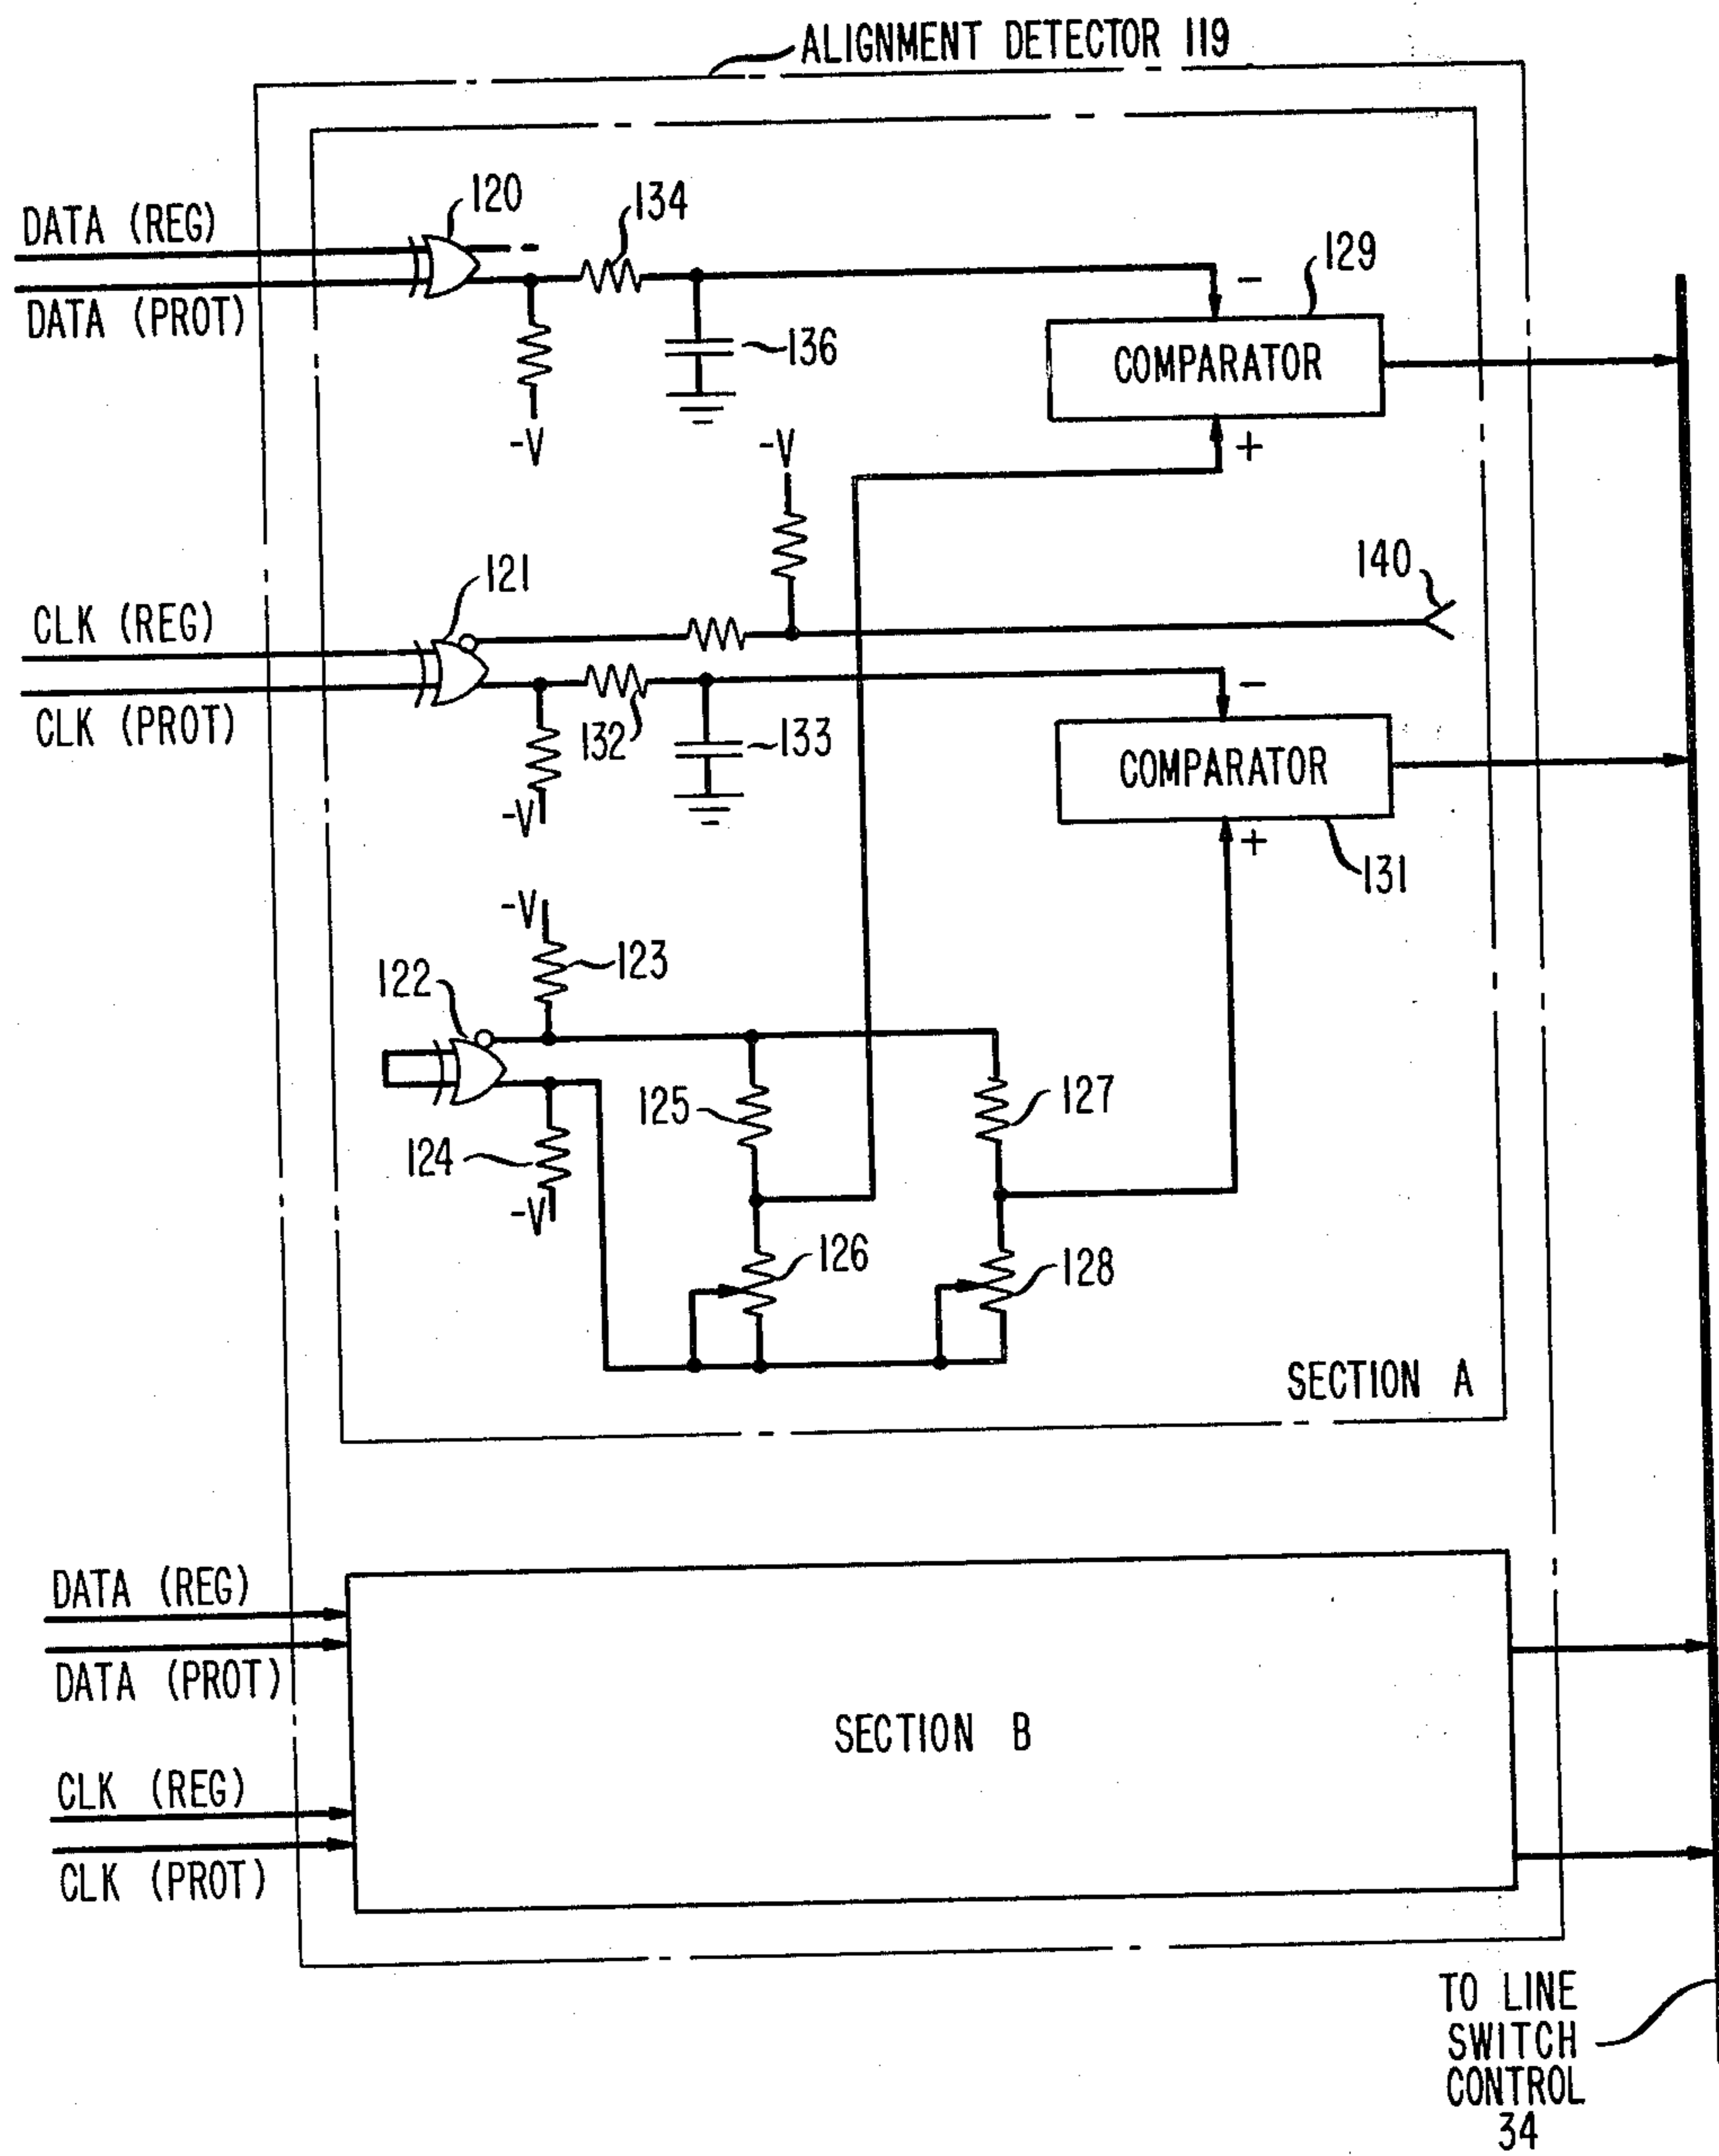 ALIGNMENT DETECTOR 119
DATA (REG)
DATA (PROT)
120
134
136
-V
-
129
COMPARATOR
+
-V
140
CLK (REG)
CLK (PROT)
121
132
133
-V
-
COMPARATOR
+
131
-V
123
122
124
-V
125
127
126
128
SECTION A
DATA (REG)
DATA (PROT)
SECTION B
CLK (REG)
CLK (PROT)
TO LINE
SWITCH
CONTROL
34